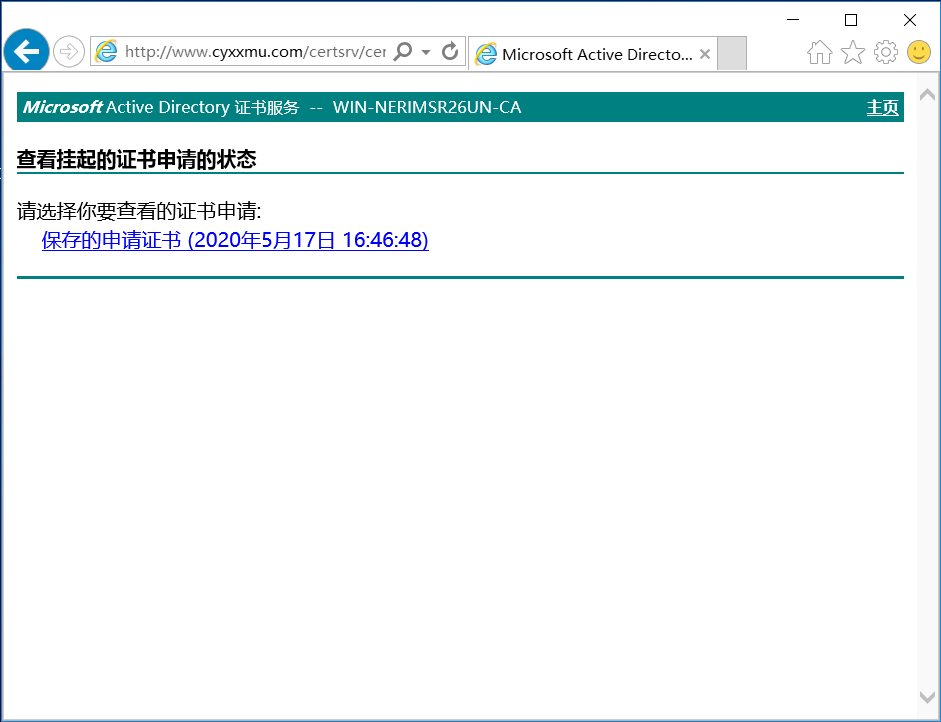 http://www.cyxxmu.com/certsrv/cer
Microsoft Active Directo...
Microsoft Active Directory 证书服务 -- WIN-NERIMSR26UN-CA
主页
查看挂起的证书申请的状态
请选择你要查看的证书申请:
保存的申请证书 (2020年5月17日 16:46:48)